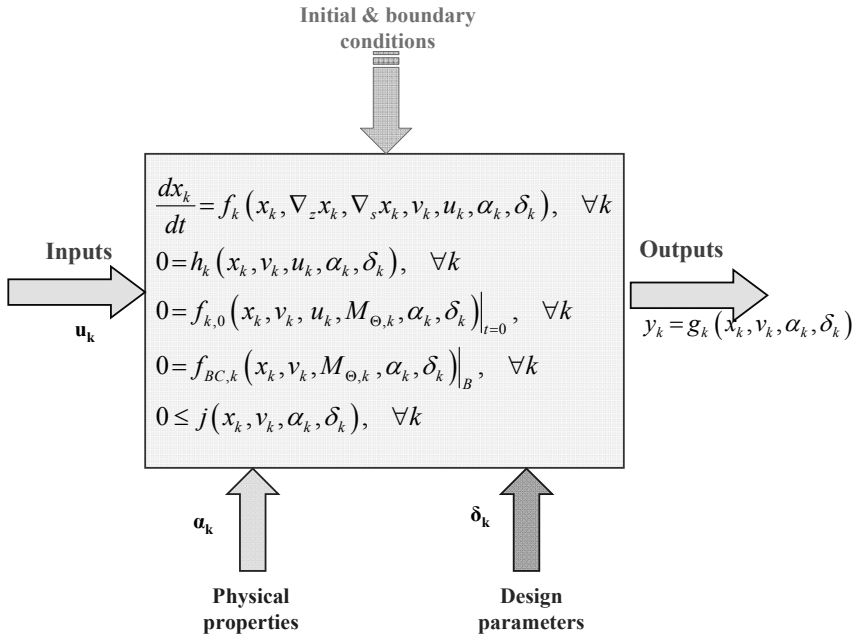 Initial & boundary
conditions
dx_k/dt = f_k(x_k, ∇_z x_k, ∇_s x_k, v_k, u_k, α_k, δ_k),   ∀k
Inputs
Outputs
0 = h_k(x_k, v_k, u_k, α_k, δ_k),   ∀k
0 = f_{k,0}(x_k, v_k, u_k, M_{Θ,k}, α_k, δ_k)|_{t=0},   ∀k
u_k
y_k = g_k(x_k, v_k, α_k, δ_k)
0 = f_{BC,k}(x_k, v_k, M_{Θ,k}, α_k, δ_k)|_B,   ∀k
0 ≤ j(x_k, v_k, α_k, δ_k),   ∀k
α_k
δ_k
Physical
properties
Design
parameters